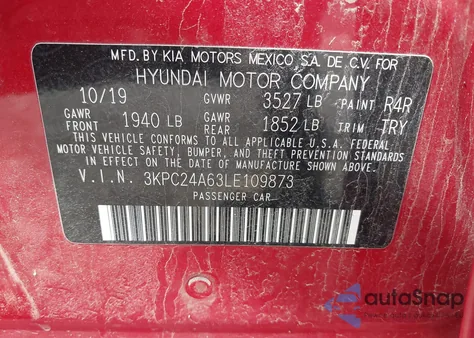 MFD. BY KIA MOTORS MEXICO, S.A. DE C.V. FOR
HYUNDAI MOTOR COMPANY
10/19 GVWR 3527 LB PAINT R4R
GAWR FRONT 1940 LB GAWR REAR 1852 LB TRIM TRY
THIS VEHICLE CONFORMS TO ALL APPLICABLE U.S. FEDERAL
MOTOR VEHICLE SAFETY, BUMPER, AND THEFT PREVENTION STANDARDS
IN EFFECT ON THE DATE OF MANUFACTURE SHOWN ABOVE.
V.I.N. 3KPC24A63LE109873
PASSENGER CAR
autoSnap